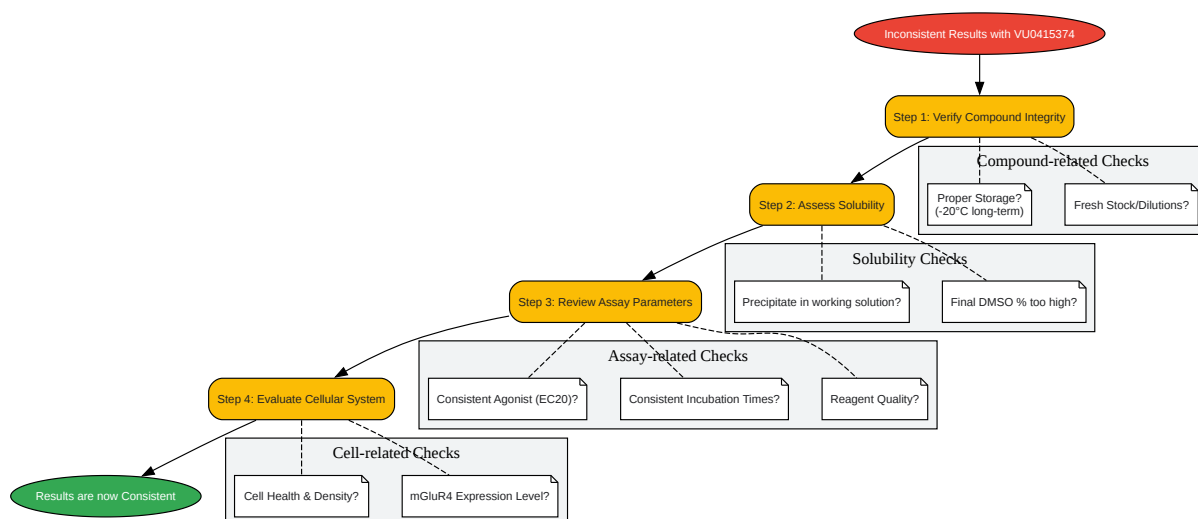 Inconsistent Results with VU0415374
Step 1: Verify Compound Integrity
Compound-related Checks
Proper Storage?
(-20°C long-term)
Fresh Stock/Dilutions?
Step 2: Assess Solubility
Solubility Checks
Precipitate in working solution?
Final DMSO % too high?
Step 3: Review Assay Parameters
Assay-related Checks
Consistent Agonist (EC20)?
Consistent Incubation Times?
Reagent Quality?
Step 4: Evaluate Cellular System
Cell-related Checks
Cell Health & Density?
mGluR4 Expression Level?
Results are now Consistent